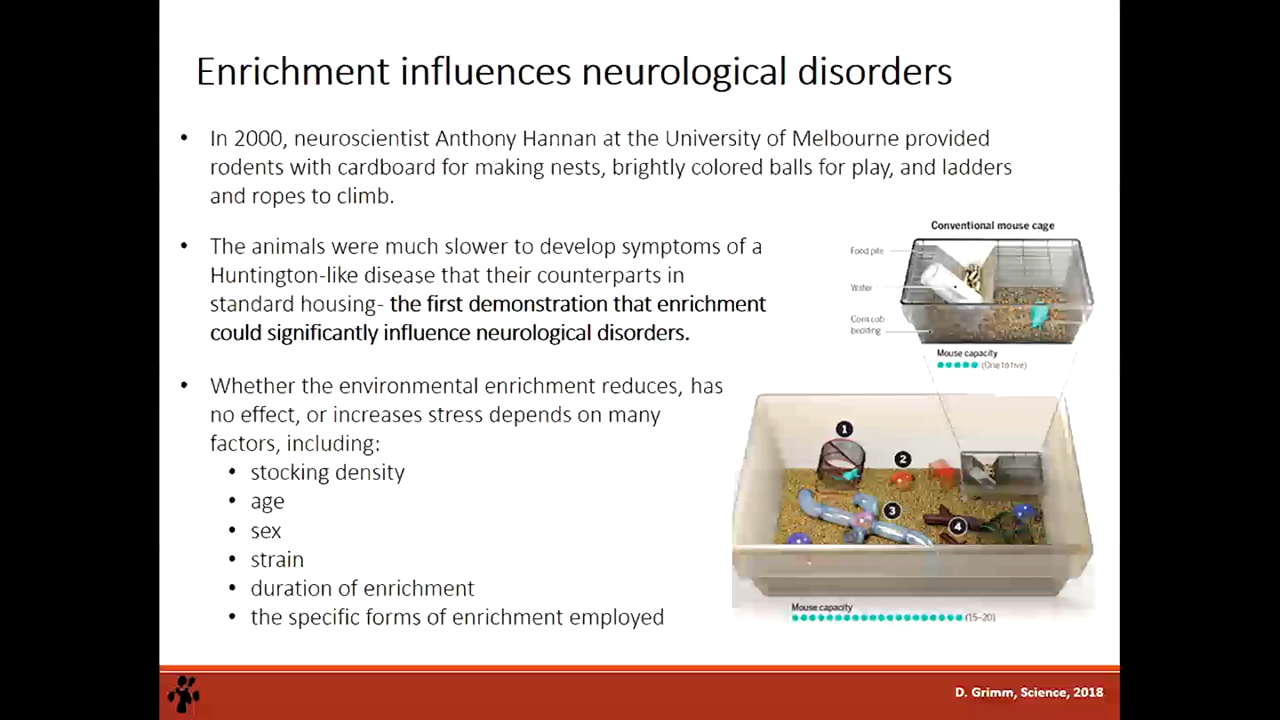 Enrichment influences neurological disorders
• In 2000, neuroscientist Anthony Hannan at the University of Melbourne provided
rodents with cardboard for making nests, brightly colored balls for play, and ladders
and ropes to climb.
• The animals were much slower to develop symptoms of a
Huntington-like disease that their counterparts in
standard housing- the first demonstration that enrichment
could significantly influence neurological disorders.
• Whether the environmental enrichment reduces, has
no effect, or increases stress depends on many
factors, including:
• stocking density
• age
• sex
• strain
• duration of enrichment
• the specific forms of enrichment employed
Conventional mouse cage
Food pile
Water
Corn cob
bedding
Mouse capacity
(One to five)
1
2
3
4
Mouse capacity
(15–20)
D. Grimm, Science, 2018